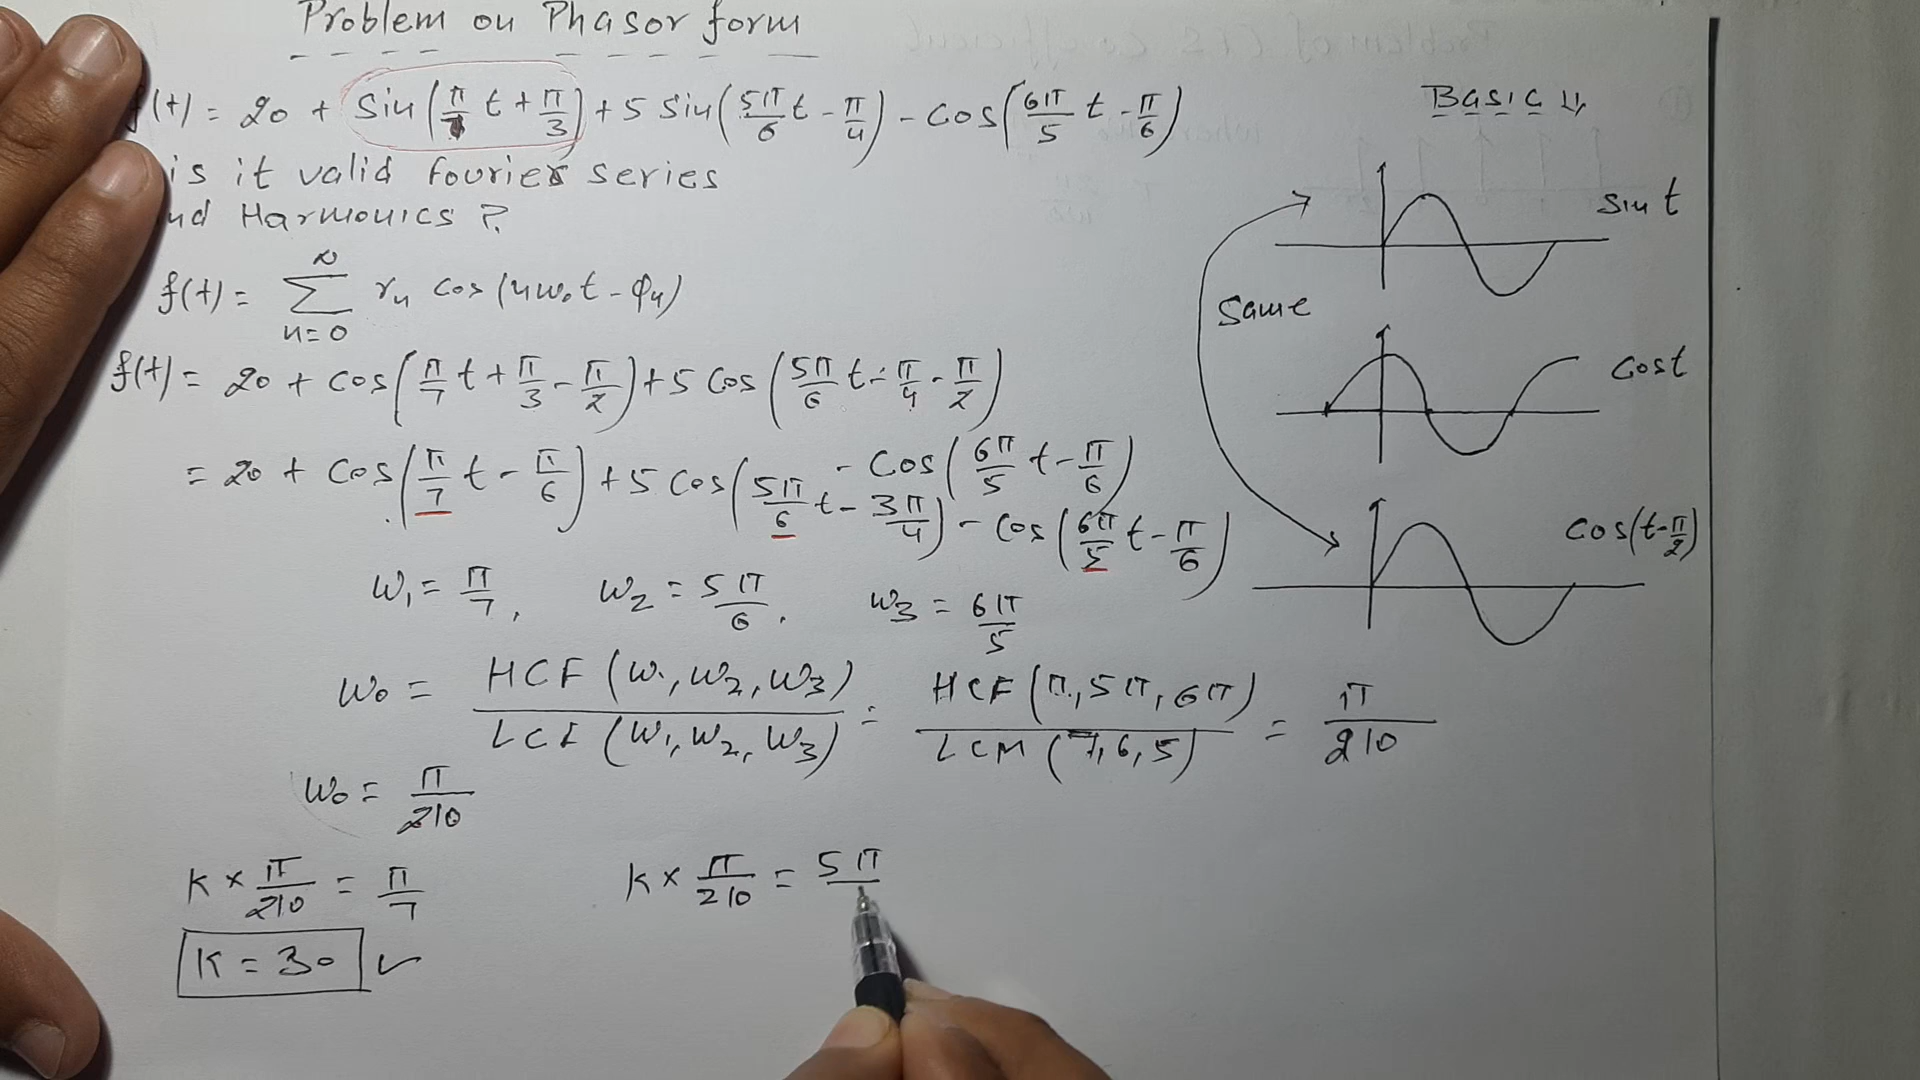 Problem on Phasor form
f(t) = 20 + Sin(π/7 t + π/3) + 5 Sin(5π/6 t - π/4) - cos(6π/5 t - π/6)
is it valid fourier series
nd Harmonics ?
f(t) = ∑ n=0 ∞ rn cos(nω0t - φn)
f(t) = 20 + cos(π/7 t + π/3 - π/2) + 5 cos(5π/6 t - π/4 - π/2)
- cos(6π/5 t - π/6)
= 20 + cos(π/7 t - π/6) + 5 cos(5π/6 t - 3π/4) - cos(6π/5 t - π/6)
ω1 = π/7, ω2 = 5π/6, ω3 = 6π/5
ω0 = HCF(ω1, ω2, ω3) / LCM(ω1, ω2, ω3) = HCF(π, 5π, 6π) / LCM(7, 6, 5) = π/210
ω0 = π/210
K × π/210 = π/7
K = 30 ✓
K × π/210 = 5π
BASIC
Sin t
Same
Cos t
Cos(t - π/2)